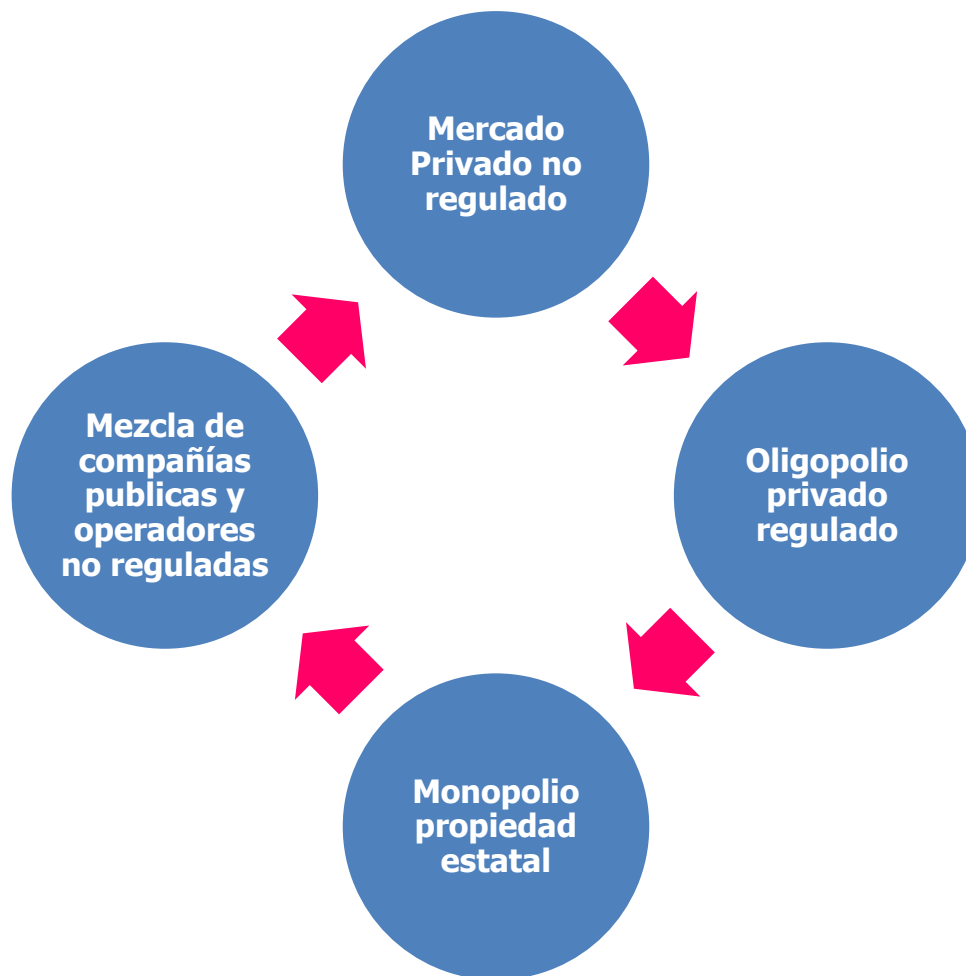 Mercado
Privado no
regulado
Oligopolio
privado
regulado
Monopolio
propiedad
estatal
Mezcla de
compañías
publicas y
operadores
no reguladas